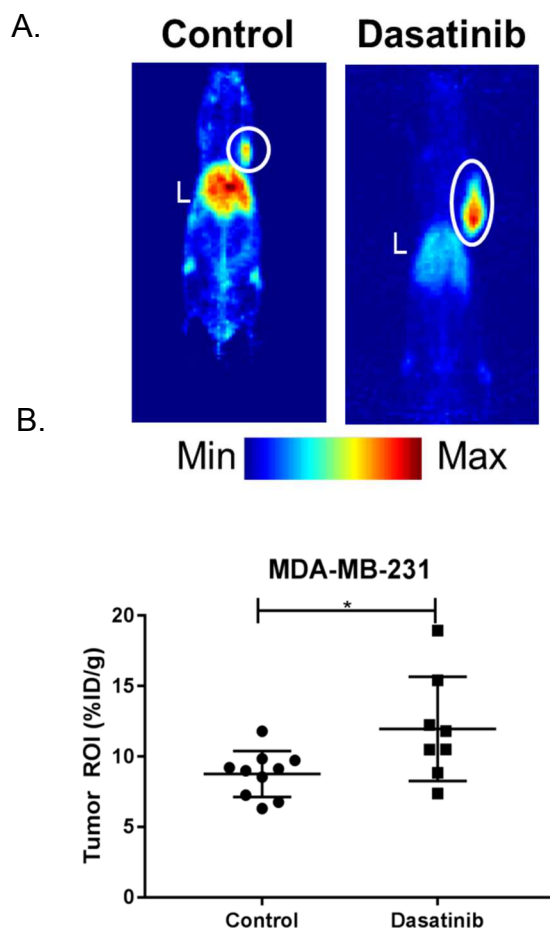 A.
Control Dasatinib
L
L
B.
Min Max
MDA-MB-231
*
20
15
10
5
0
Tumor ROI (%ID/g)
Control Dasatinib